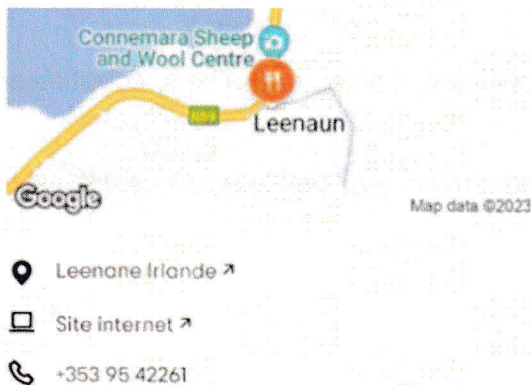 Connemara Sheep
and Wool Centre
N59
Leenaun
Google
Map data ©2023
Leenane Irlande ↗
Site internet ↗
+353 95 42261